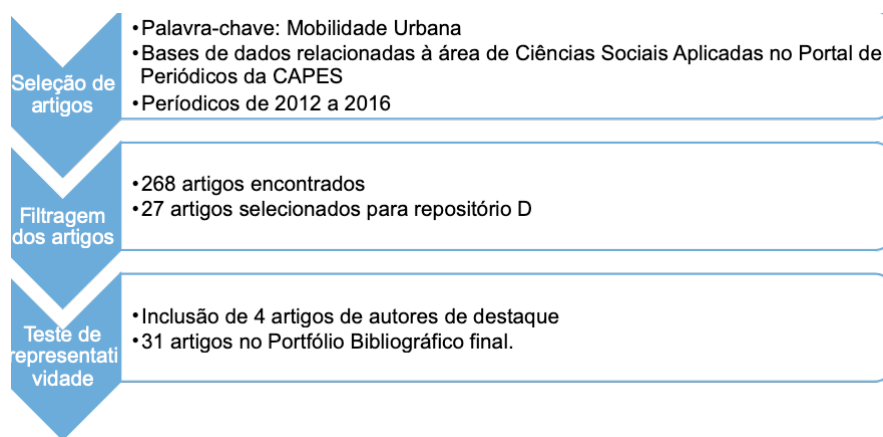 Seleção de
artigos
•Palavra-chave: Mobilidade Urbana
•Bases de dados relacionadas à área de Ciências Sociais Aplicadas no Portal de
Periódicos da CAPES
•Períodicos de 2012 a 2016
Filtragem
dos artigos
•268 artigos encontrados
•27 artigos selecionados para repositório D
Teste de
representati
vidade
•Inclusão de 4 artigos de autores de destaque
•31 artigos no Portfólio Bibliográfico final.